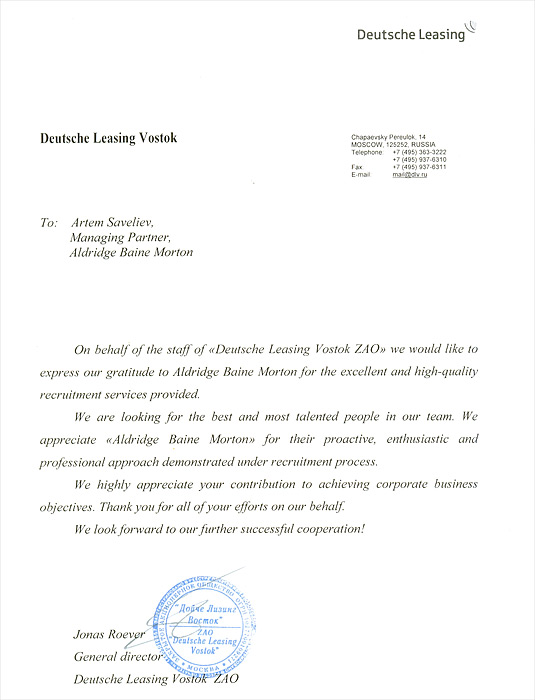 Deutsche Leasing
Deutsche Leasing Vostok
Chapaevsky Pereulok, 14
MOSCOW, 125252, RUSSIA
Telephone: +7 (495) 363-3222
+7 (495) 937-6310
Fax: +7 (495) 937-6311
E-mail: mail@dlv.ru
To: Artem Saveliev,
Managing Partner,
Aldridge Baine Morton
On behalf of the staff of «Deutsche Leasing Vostok ZAO» we would like to
express our gratitude to Aldridge Baine Morton for the excellent and high-quality
recruitment services provided.
We are looking for the best and most talented people in our team. We
appreciate «Aldridge Baine Morton» for their proactive, enthusiastic and
professional approach demonstrated under recruitment process.
We highly appreciate your contribution to achieving corporate business
objectives. Thank you for all of your efforts on our behalf.
We look forward to our further successful cooperation!
"Дойче Лизинг
Восток"
ЗАО
"Deutsche Leasing
Vostok"
МОСКВА
Jonas Roever
General director
Deutsche Leasing Vostok ZAO